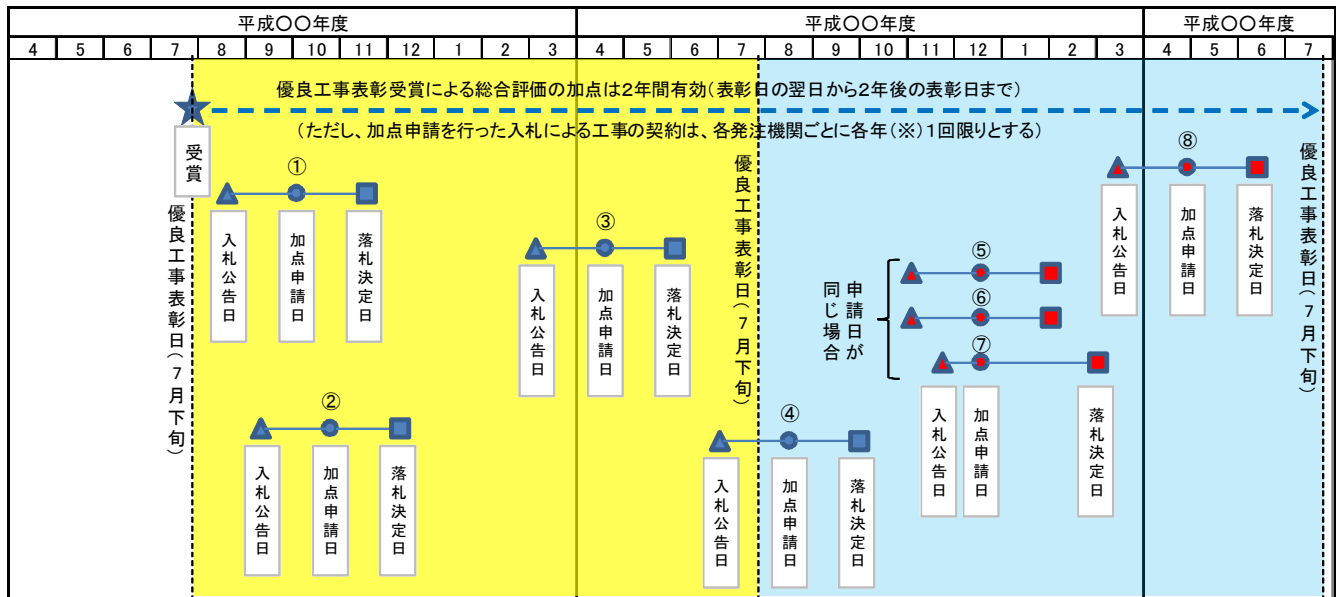 平成〇〇年度
平成〇〇年度
平成〇〇年度
4 5 6 7 8 9 10 11 12 1 2 3 4 5 6 7 8 9 10 11 12 1 2 3 4 5 6 7
優良工事表彰受賞による総合評価の加点は2年間有効(表彰日の翌日から2年後の表彰日まで)
(ただし、加点申請を行った入札による工事の契約は、各発注機関ごとに各年(※)1回限りとする)
受賞
優良工事表彰日(7月下旬)
①
入札公告日
加点申請日
落札決定日
②
入札公告日
加点申請日
落札決定日
③
入札公告日
加点申請日
落札決定日
優良工事表彰日(7月下旬)
④
入札公告日
加点申請日
落札決定日
申請日が
同じ場合
⑤
⑥
⑦
入札公告日
加点申請日
落札決定日
⑧
入札公告日
加点申請日
落札決定日
優良工事表彰日(7月下旬)